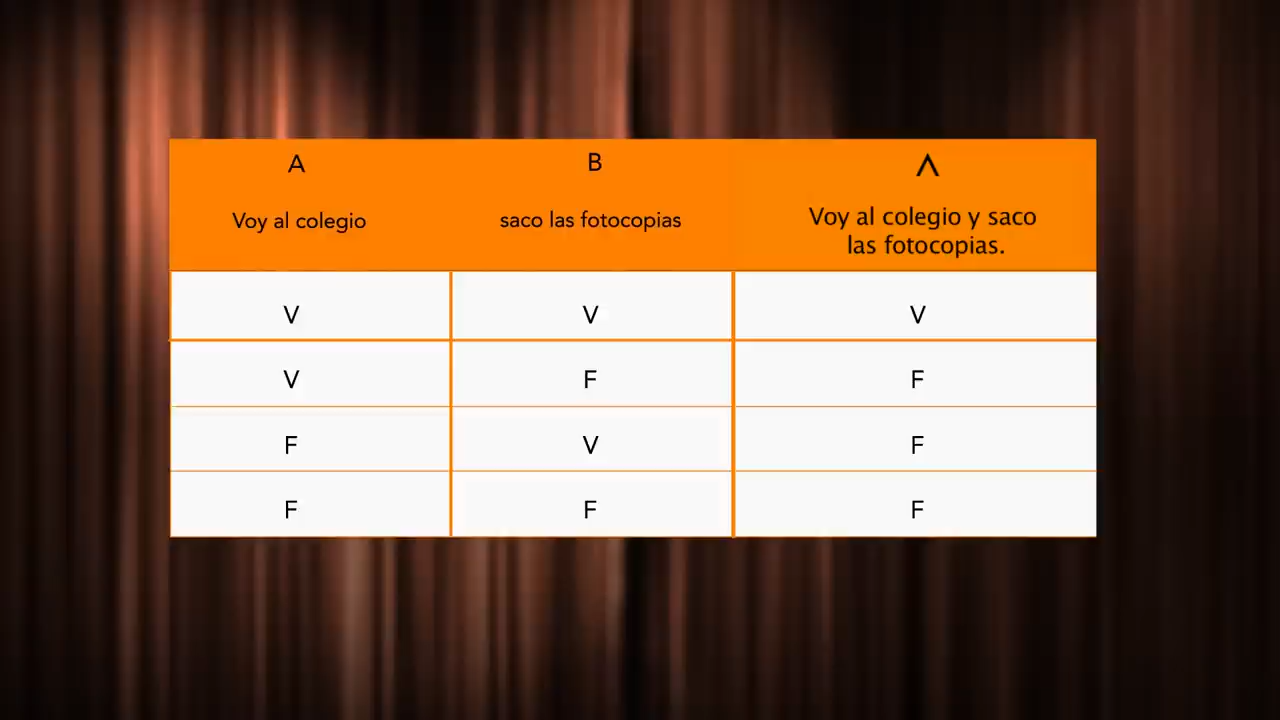 A B ∧
Voy al colegio saco las fotocopias Voy al colegio y saco
las fotocopias.
V V V
V F F
F V F
F F F